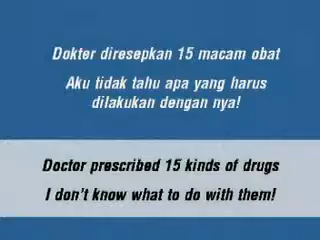 Dokter diresepkan 15 macam obat
Aku tidak tahu apa yang harus
dilakukan dengan nya!
Doctor prescribed 15 kinds of drugs
I don't know what to do with them!